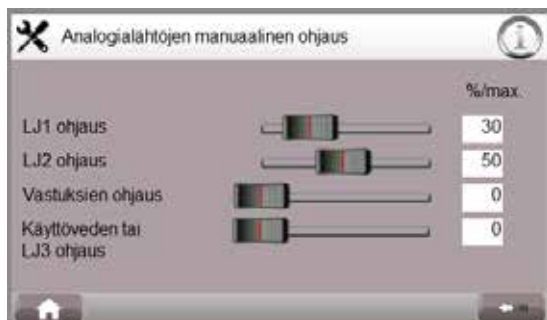 Analogialähtöjen manuaalinen ohjaus
%/max.
LJ1 ohjaus 30
LJ2 ohjaus 50
Vastuksien ohjaus 0
Käyttöveden tai
LJ3 ohjaus 0